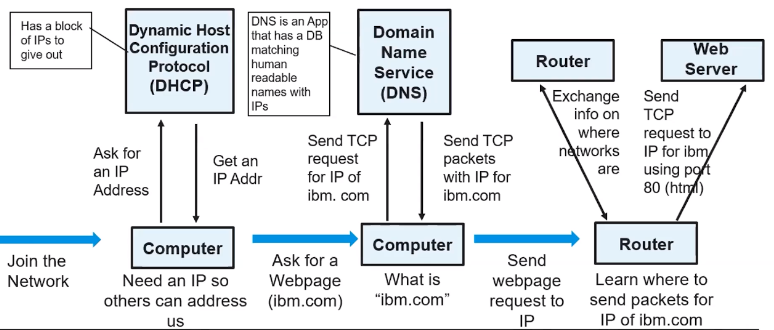 Has a block
of IPs to
give out
Dynamic Host
Configuration
Protocol
(DHCP)
DNS is an App
that has a DB
matching
human
readable
names with
IPs
Domain
Name
Service
(DNS)
Router
Web
Server
Ask for
an IP
Address
Get an
IP Addr
Send TCP
request
for IP of
ibm. com
Send TCP
packets
with IP for
ibm.com
Exchange
info on
where
networks
are
Send
TCP
request to
IP for ibm
using port
80 (html)
Join the
Network
Computer
Need an IP so
others can address
us
Ask for a
Webpage
(ibm.com)
Computer
What is
“ibm.com”
Send
webpage
request to
IP
Router
Learn where to
send packets for
IP of ibm.com